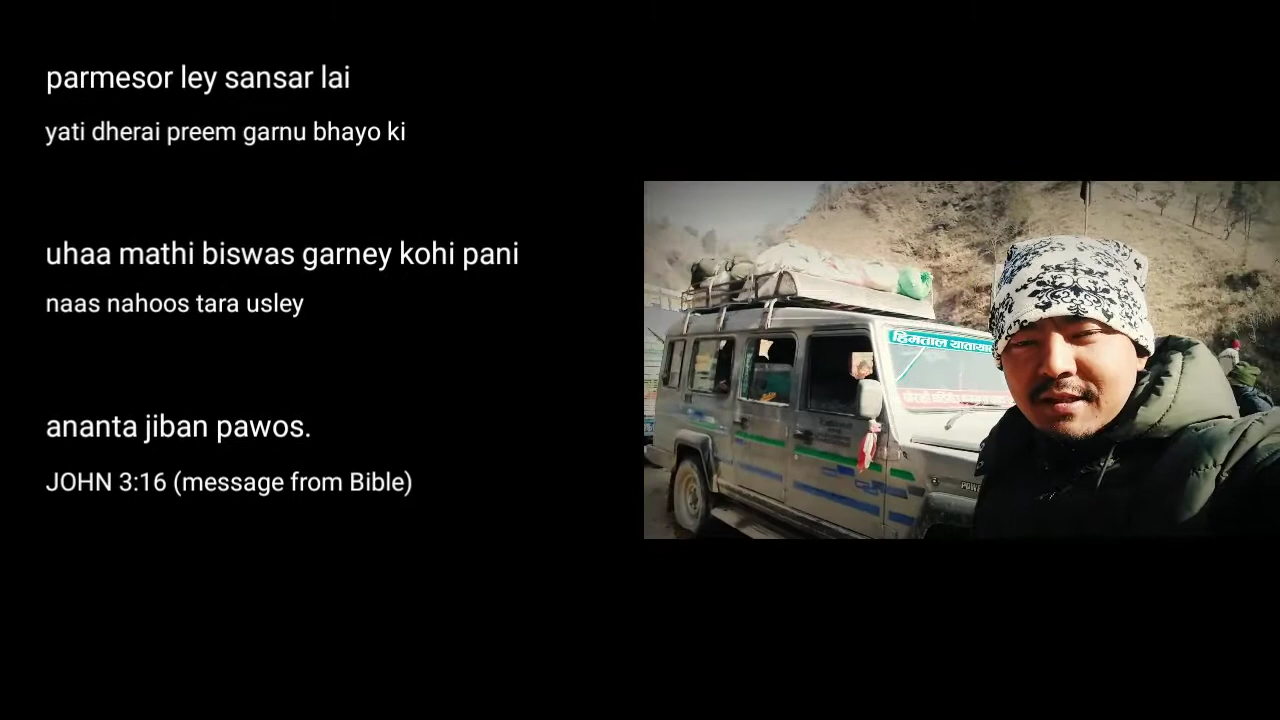 parmesor ley sansar lai
yati dherai preem garnu bhayo ki
uhaa mathi biswas garney kohi pani
naas nahoos tara usley
ananta jiban pawos.
JOHN 3:16 (message from Bible)
हिमताल यातायात